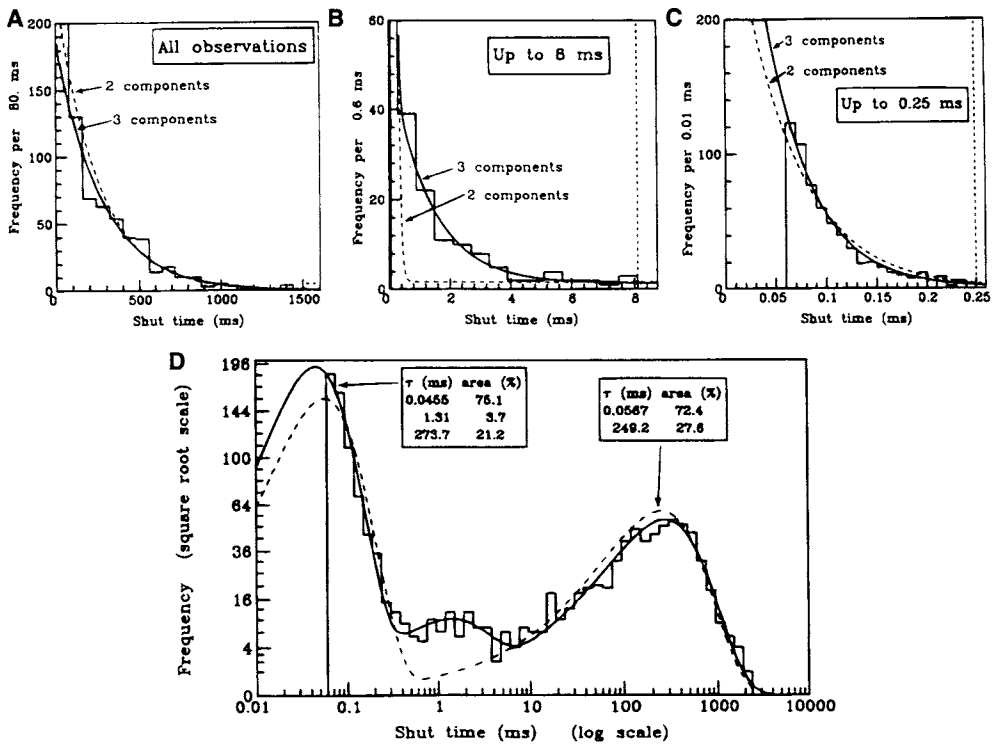 A
200
150
100
50
0
Frequency per 80. ms
All observations
2 components
3 components
0
500
1000
1500
Shut time (ms)
B
60
40
20
0
Frequency per 0.6 ms
Up to 8 ms
3 components
2 components
2
4
6
8
Shut time (ms)
C
200
100
0
Frequency per 0.01 ms
3 components
2 components
Up to 0.25 ms
0.05
0.1
0.15
0.2
0.25
Shut time (ms)
D
196
144
100
64
36
16
4
0
Frequency (square root scale)
τ (ms) area (%)
0.0455 75.1
1.31 3.7
273.7 21.2
τ (ms) area (%)
0.0567 72.4
249.2 27.6
0.01
0.1
1
10
100
1000
10000
Shut time (ms) (log scale)